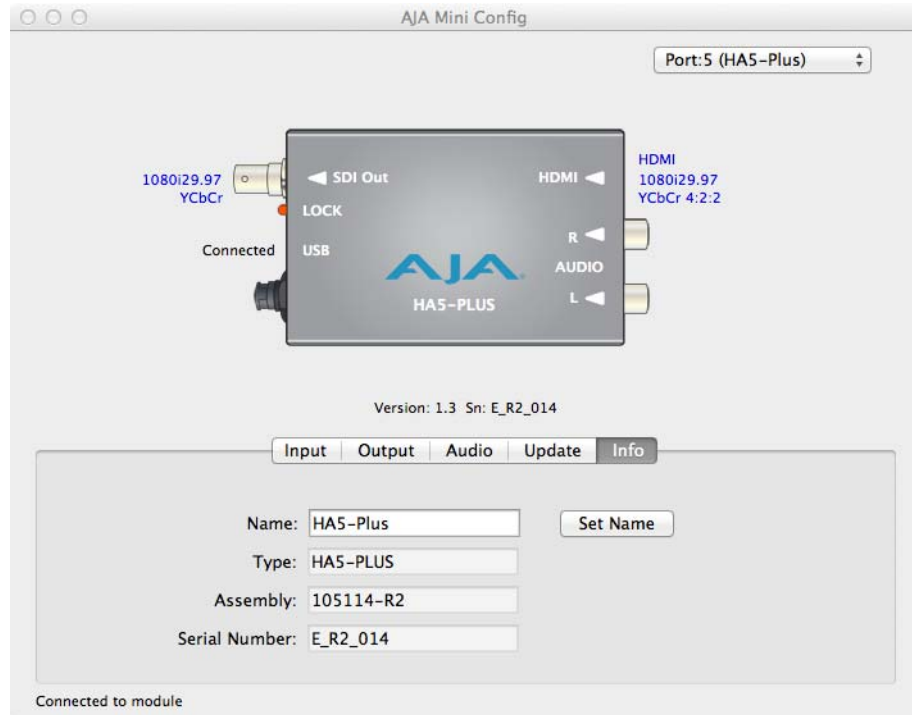 AJA Mini Config
Port:5 (HA5-Plus)
1080i29.97
YCbCr
SDI Out
LOCK
Connected
USB
HDMI
HDMI
1080i29.97
YCbCr 4:2:2
R
AUDIO
L
AJA
HA5-PLUS
Version: 1.3 Sn: E_R2_014
Input Output Audio Update Info
Name: HA5-Plus Set Name
Type: HA5-PLUS
Assembly: 105114-R2
Serial Number: E_R2_014
Connected to module